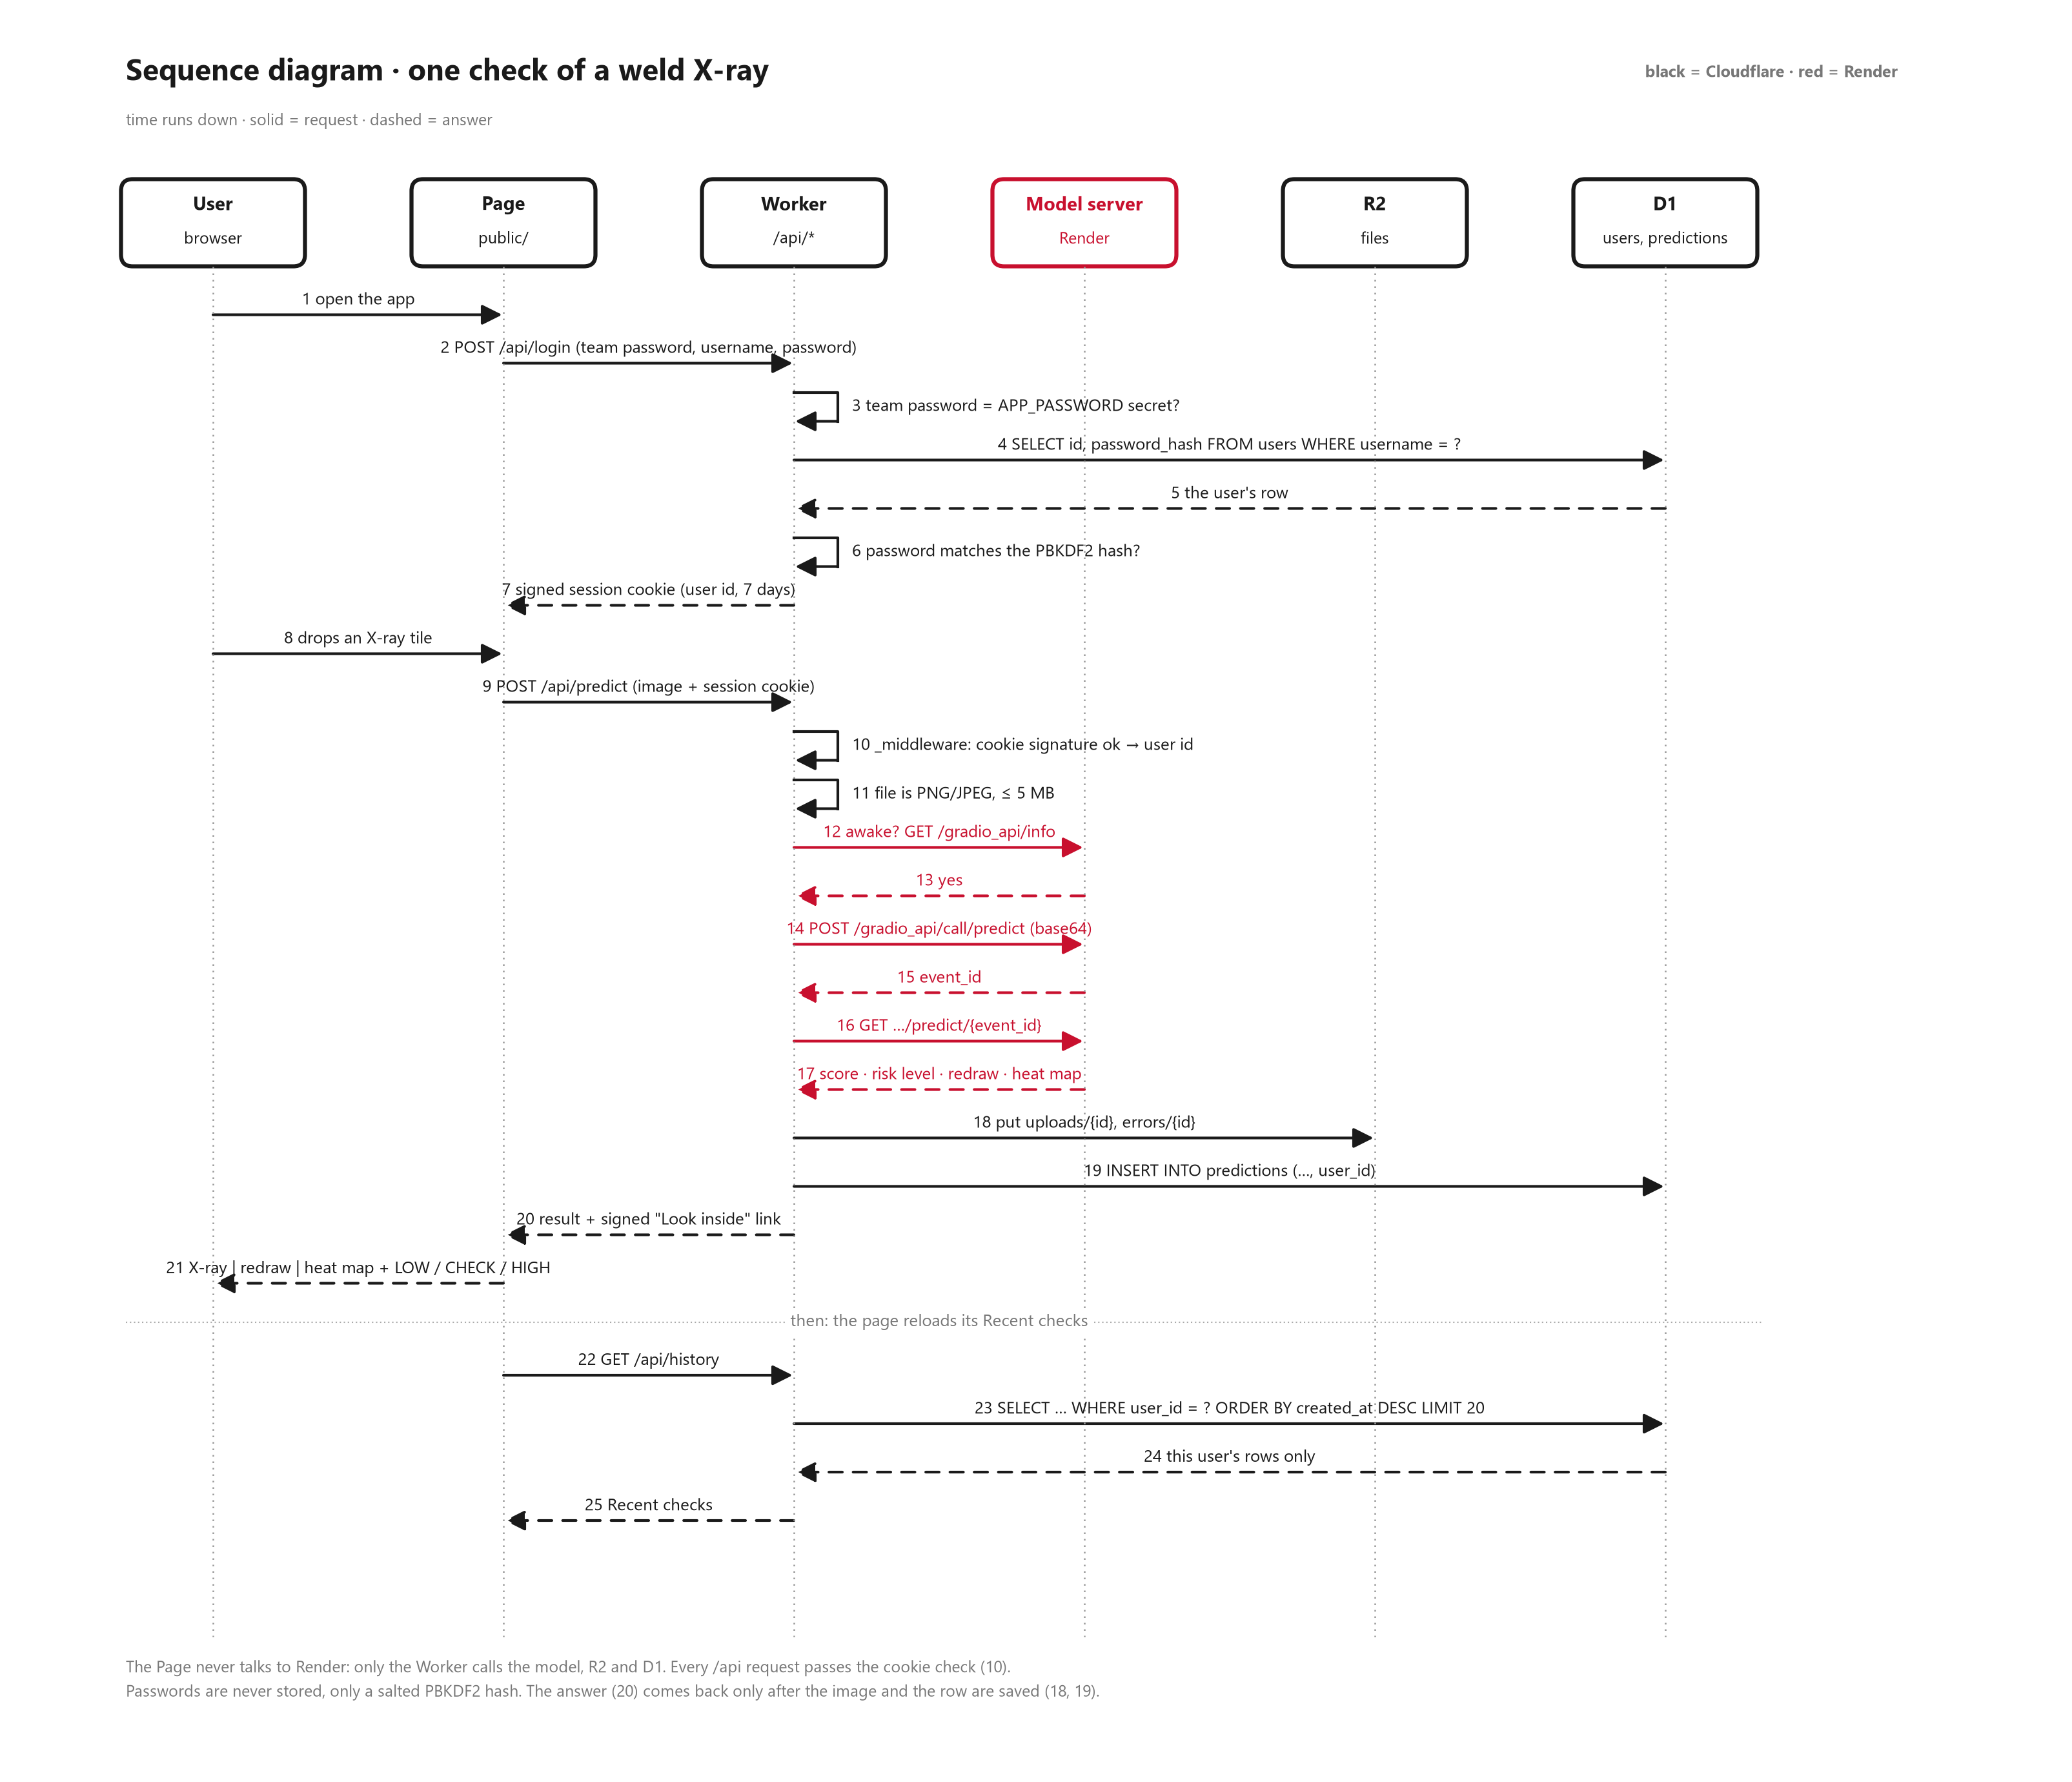 Sequence diagram · one check of a weld X-ray
black = Cloudflare · red = Render
time runs down · solid = request · dashed = answer
User
browser
Page
public/
Worker
/api/*
Model server
Render
R2
files
D1
users, predictions
1 open the app
2 POST /api/login (team password, username, password)
3 team password = APP_PASSWORD secret?
4 SELECT id, password_hash FROM users WHERE username = ?
5 the user's row
6 password matches the PBKDF2 hash?
7 signed session cookie (user id, 7 days)
8 drops an X-ray tile
9 POST /api/predict (image + session cookie)
10 _middleware: cookie signature ok → user id
11 file is PNG/JPEG, ≤ 5 MB
12 awake? GET /gradio_api/info
13 yes
14 POST /gradio_api/call/predict (base64)
15 event_id
16 GET .../predict/{event_id}
17 score · risk level · redraw · heat map
18 put uploads/{id}, errors/{id}
19 INSERT INTO predictions (..., user_id)
20 result + signed "Look inside" link
21 X-ray | redraw | heat map + LOW / CHECK / HIGH
then: the page reloads its Recent checks
22 GET /api/history
23 SELECT ... WHERE user_id = ? ORDER BY created_at DESC LIMIT 20
24 this user's rows only
25 Recent checks
The Page never talks to Render: only the Worker calls the model, R2 and D1. Every /api request passes the cookie check (10).
Passwords are never stored, only a salted PBKDF2 hash. The answer (20) comes back only after the image and the row are saved (18, 19).